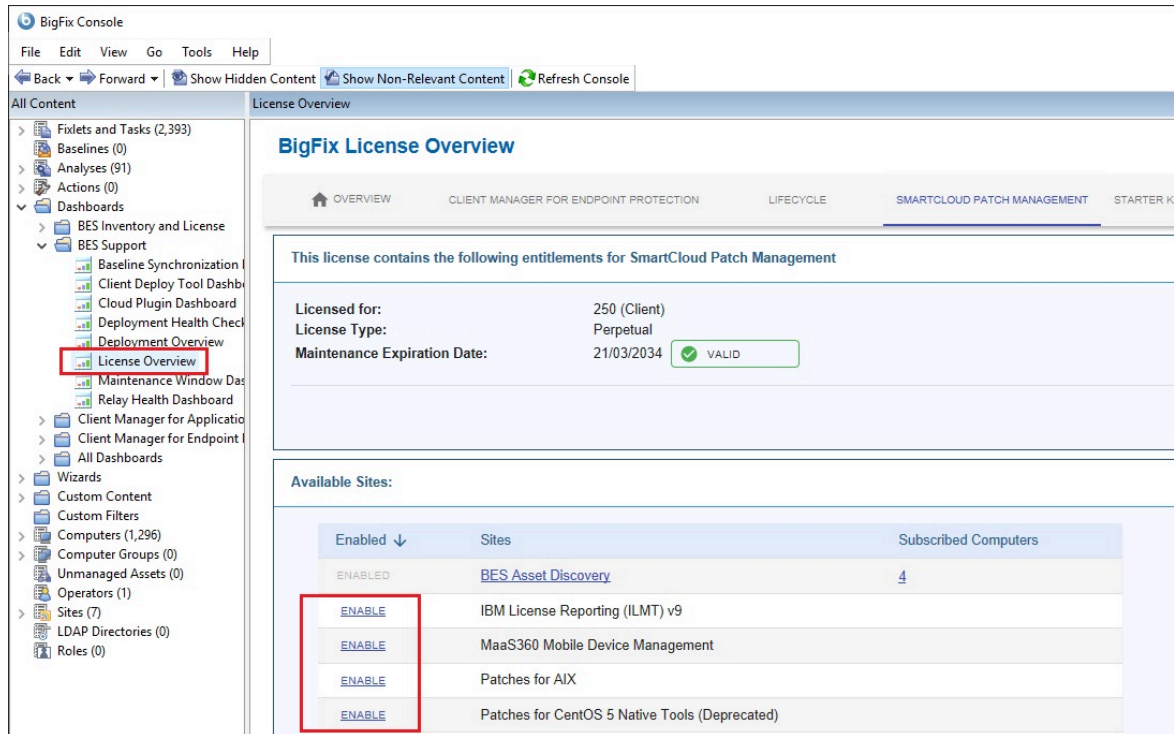 BigFix Console
File Edit View Go Tools Help
Back Forward Show Hidden Content Show Non-Relevant Content Refresh Console
All Content
Fixlets and Tasks (2,393)
Baselines (0)
Analyses (91)
Actions (0)
Dashboards
BES Inventory and License
BES Support
Baseline Synchronization
Client Deploy Tool Dashb
Cloud Plugin Dashboard
Deployment Health Check
Deployment Overview
License Overview
Maintenance Window Das
Relay Health Dashboard
Client Manager for Applicatio
Client Manager for Endpoint
All Dashboards
Wizards
Custom Content
Custom Filters
Computers (1,296)
Computer Groups (0)
Unmanaged Assets (0)
Operators (1)
Sites (7)
LDAP Directories (0)
Roles (0)
License Overview
BigFix License Overview
OVERVIEW CLIENT MANAGER FOR ENDPOINT PROTECTION LIFECYCLE SMARTCLOUD PATCH MANAGEMENT STARTER K
This license contains the following entitlements for SmartCloud Patch Management
Licensed for: 250 (Client)
License Type: Perpetual
Maintenance Expiration Date: 21/03/2034 VALID
Available Sites:
Enabled Sites Subscribed Computers
ENABLED BES Asset Discovery 4
ENABLE IBM License Reporting (ILMT) v9
ENABLE MaaS360 Mobile Device Management
ENABLE Patches for AIX
ENABLE Patches for CentOS 5 Native Tools (Deprecated)